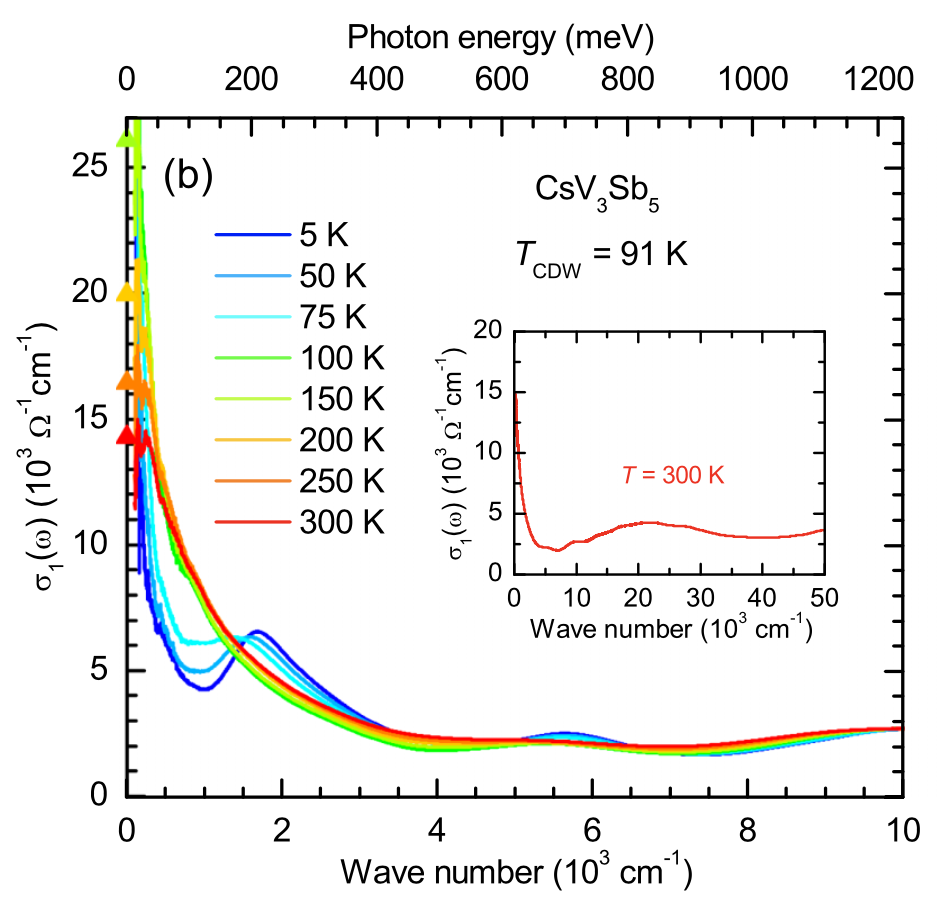 Photon energy (meV)
0 200 400 600 800 1000 1200
(b)
CsV₃Sb₅
T_CDW = 91 K
5 K
50 K
75 K
100 K
150 K
200 K
250 K
300 K
25
20
15
10
5
0
σ₁(ω) (10³ Ω⁻¹cm⁻¹)
20
15
10
5
0
σ₁(ω) (10³ Ω⁻¹cm⁻¹)
T = 300 K
0 10 20 30 40 50
Wave number (10³ cm⁻¹)
0 2 4 6 8 10
Wave number (10³ cm⁻¹)